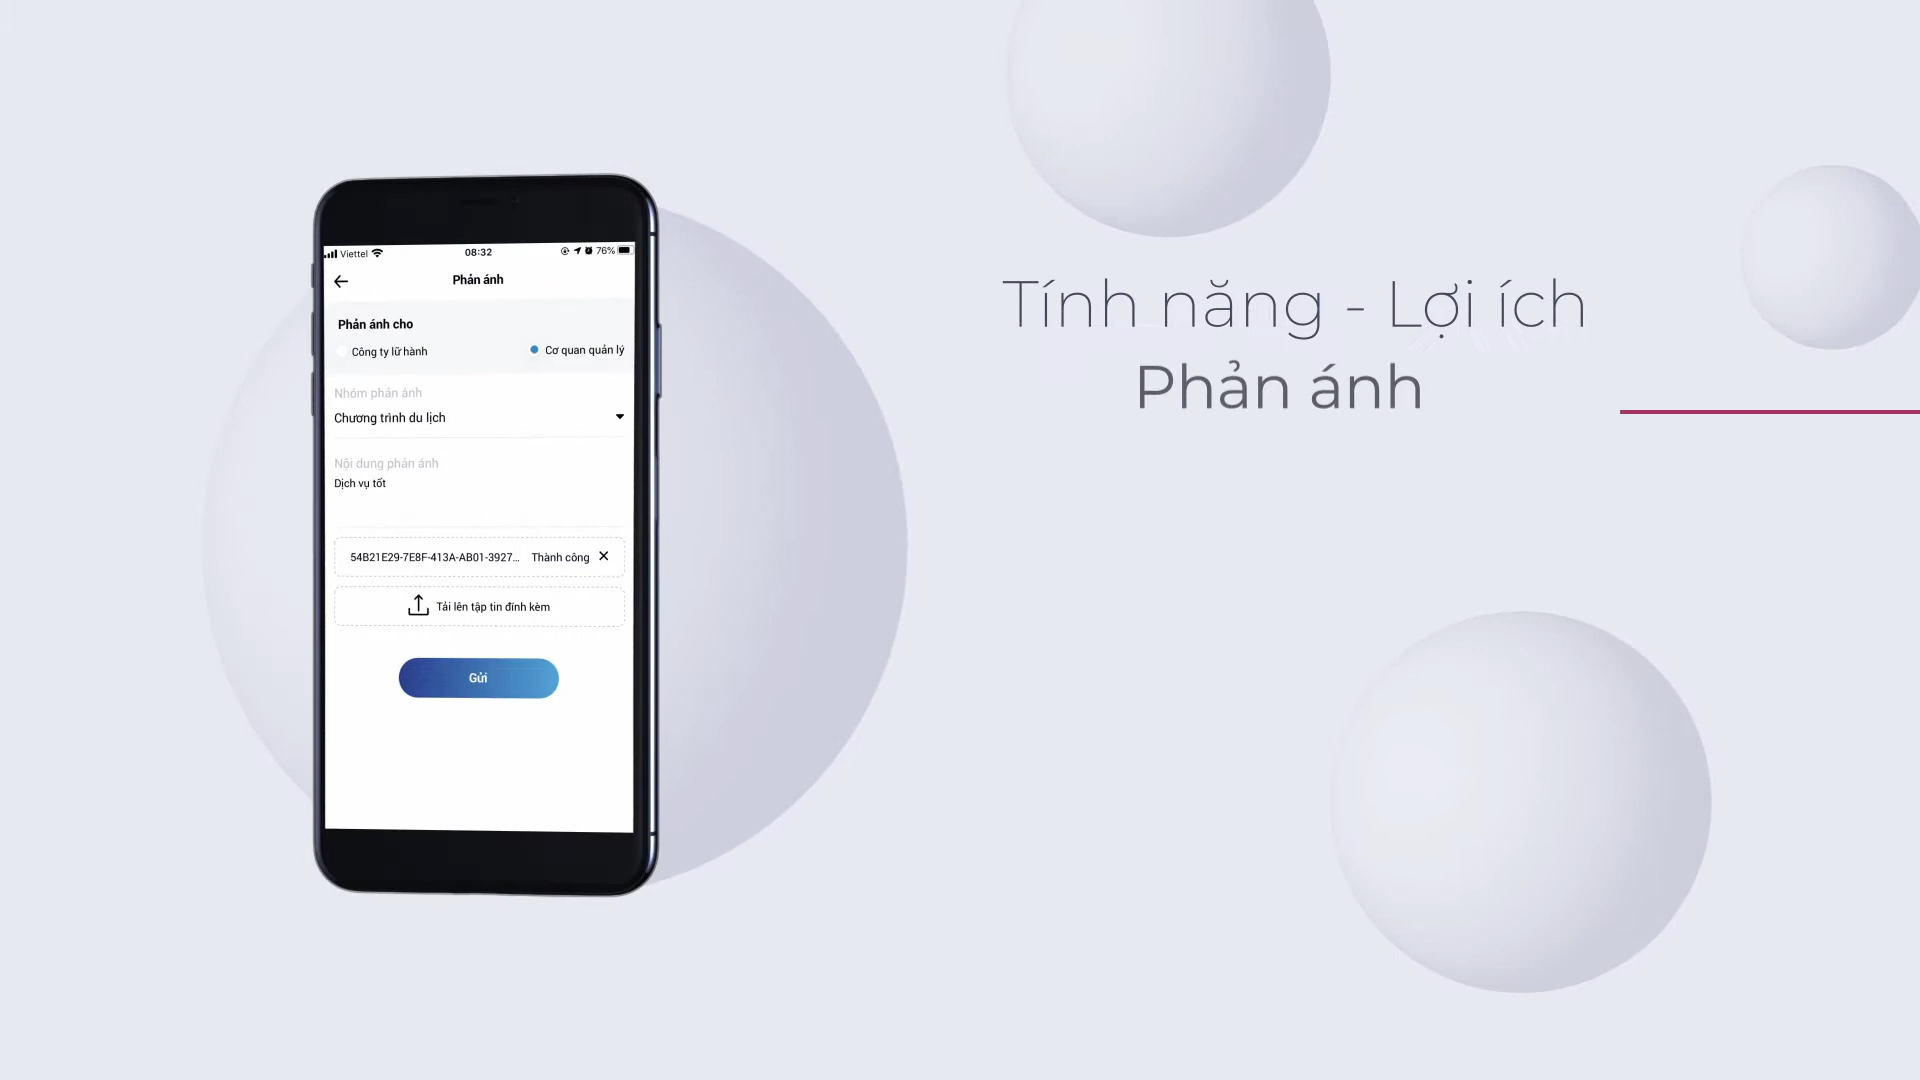 Viettel 08:32 76%
Phản ánh
Phản ánh cho
Công ty lữ hành Cơ quan quản lý
Nhóm phản ánh
Chương trình du lịch
Nội dung phản ánh
Dịch vụ tốt
54B21E29-7E8F-413A-AB01-3927... Thành công
Tải lên tập tin đính kèm
Gửi
Tính năng - Lợi ích
Phản ánh